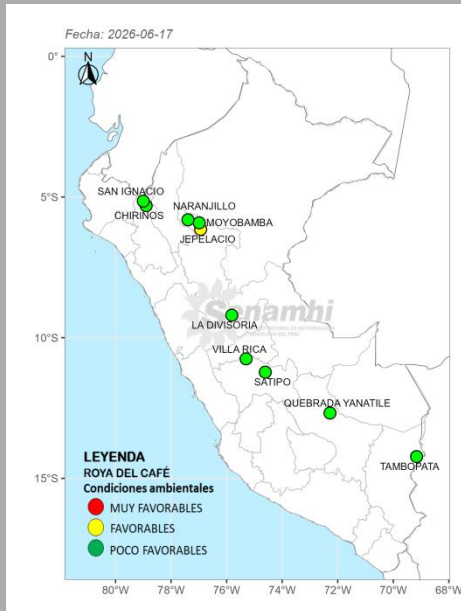 Fecha: 2026-06-17
0°
N
5°S
10°S
15°S
SAN IGNACIO
CHIRINOS
NARANJILLO
MOYOBAMBA
JEPELACIO
Senamhi
LA DIVISORIA
VILLA RICA
SATIPO
QUEBRADA YANATILE
TAMBOPATA
LEYENDA
ROYA DEL CAFÉ
Condiciones ambientales
MUY FAVORABLES
FAVORABLES
POCO FAVORABLES
80°W 78°W 76°W 74°W 72°W 70°W 68°W